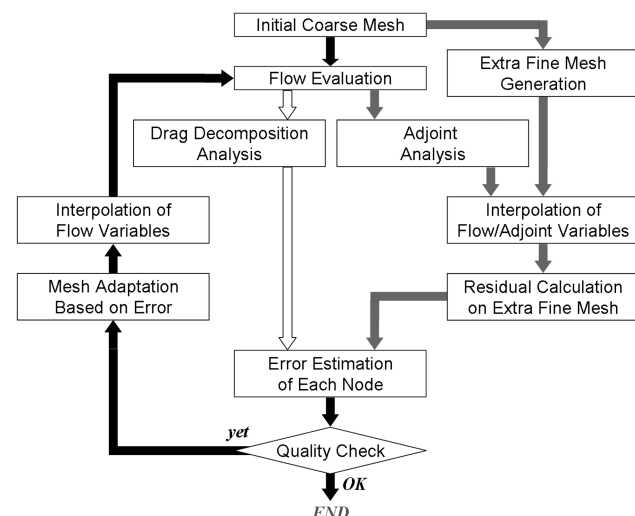 Initial Coarse Mesh
Flow Evaluation
Extra Fine Mesh
Generation
Drag Decomposition
Analysis
Adjoint
Analysis
Interpolation of
Flow Variables
Interpolation of
Flow/Adjoint Variables
Mesh Adaptation
Based on Error
Residual Calculation
on Extra Fine Mesh
Error Estimation
of Each Node
yet
Quality Check
OK
END